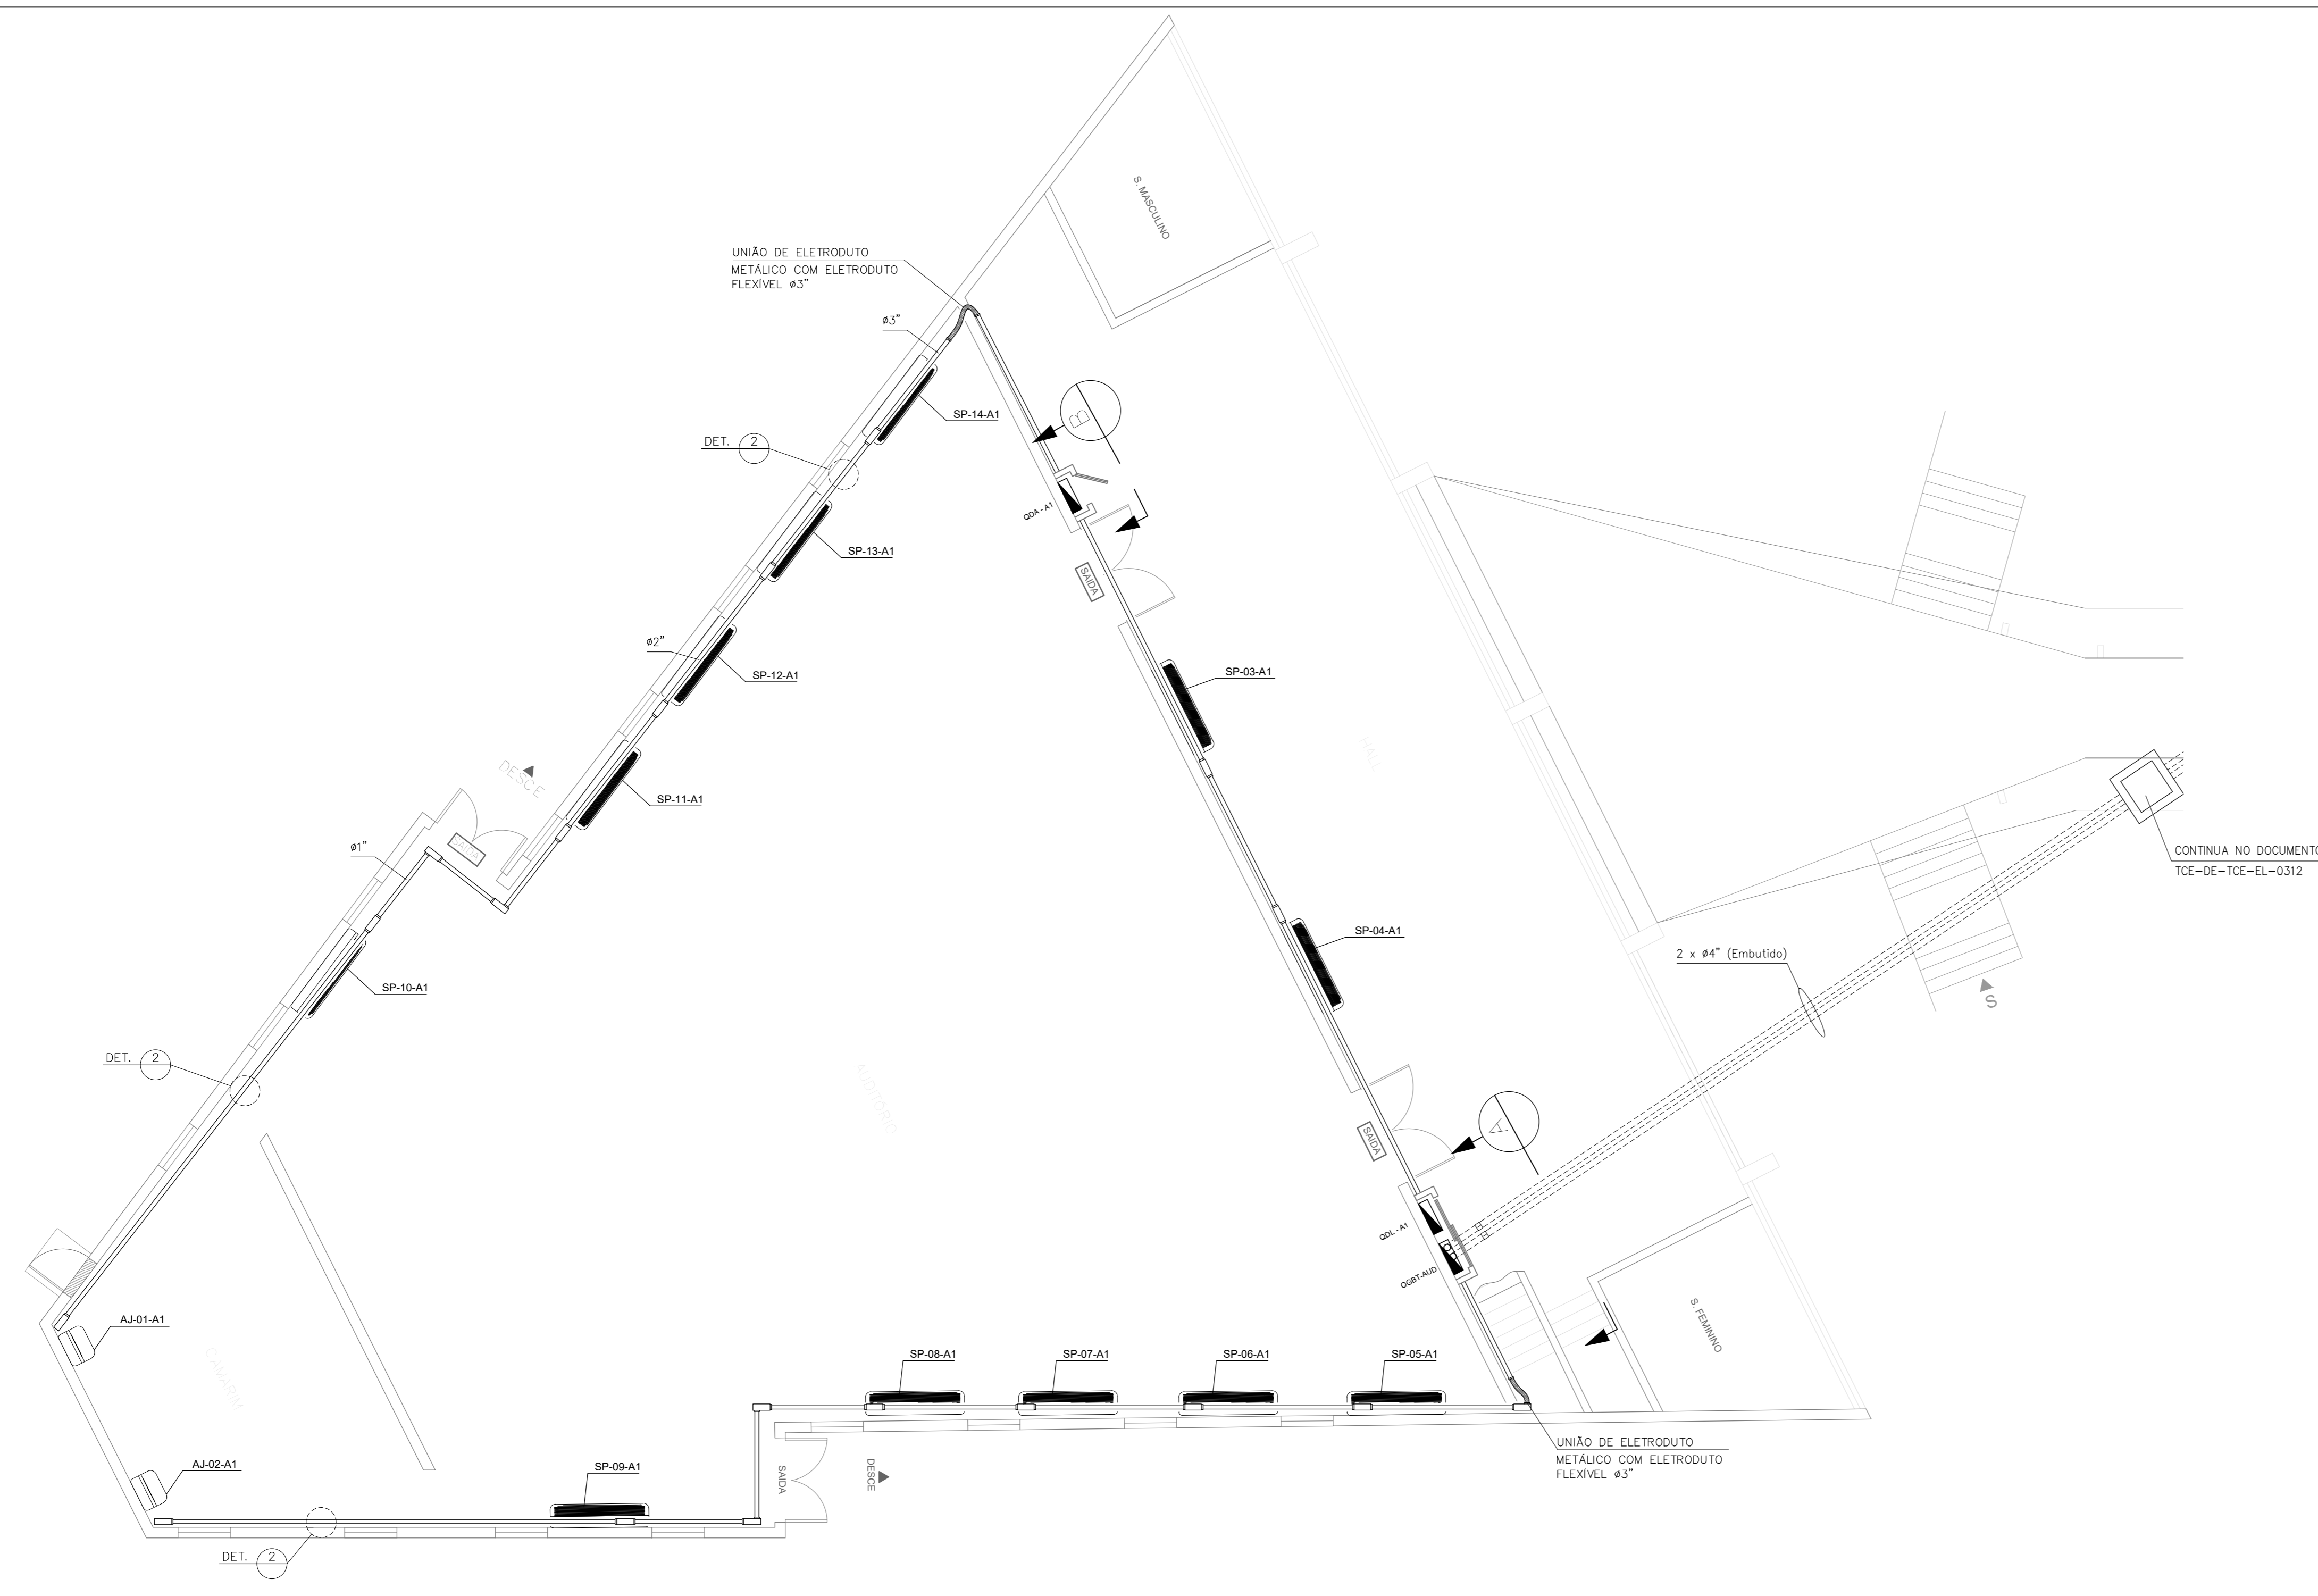 S. MASCULINO
UNIÃO DE ELETRODUTO
METÁLICO COM ELETRODUTO
FLEXÍVEL ø3"
ø3"
SP-14-A1
B
DET. 2
QDA - A1
SP-13-A1
SAIDA
ø2"
SP-12-A1
SP-03-A1
HALL
DESCE
SP-11-A1
ø1"
SAIDA
CONTINUA NO DOCUMENTO
TCE-DE-TCE-EL-0312
SP-04-A1
2 x ø4" (Embutido)
SP-10-A1
S
DET. 2
AUDITÓRIO
A
SAIDA
QDL - A1
QGBT-AUD
AJ-01-A1
S. FEMININO
CAMARIM
SP-08-A1
SP-07-A1
SP-06-A1
SP-05-A1
UNIÃO DE ELETRODUTO
METÁLICO COM ELETRODUTO
FLEXÍVEL ø3"
AJ-02-A1
SP-09-A1
SAIDA
DESCE
DET. 2